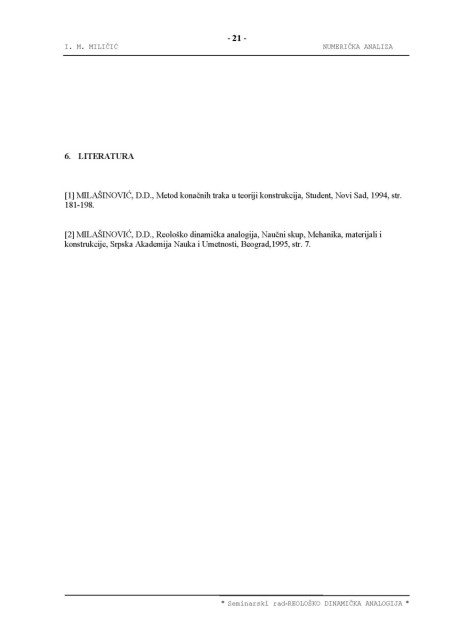 - 21 -
I. M. MILIČIĆ NUMERIČKA ANALIZA
6. LITERATURA
[1] MILAŠINOVIĆ, D.D., Metod konačnih traka u teoriji konstrukcija, Student, Novi Sad, 1994, str.
181-198.
[2] MILAŠINOVIĆ, D.D., Reološko dinamička analogija, Naučni skup, Mehanika, materijali i
konstrukcije, Srpska Akademija Nauka i Umetnosti, Beograd,1995, str. 7.
* Seminarski rad-REOLOŠKO DINAMIČKA ANALOGIJA *